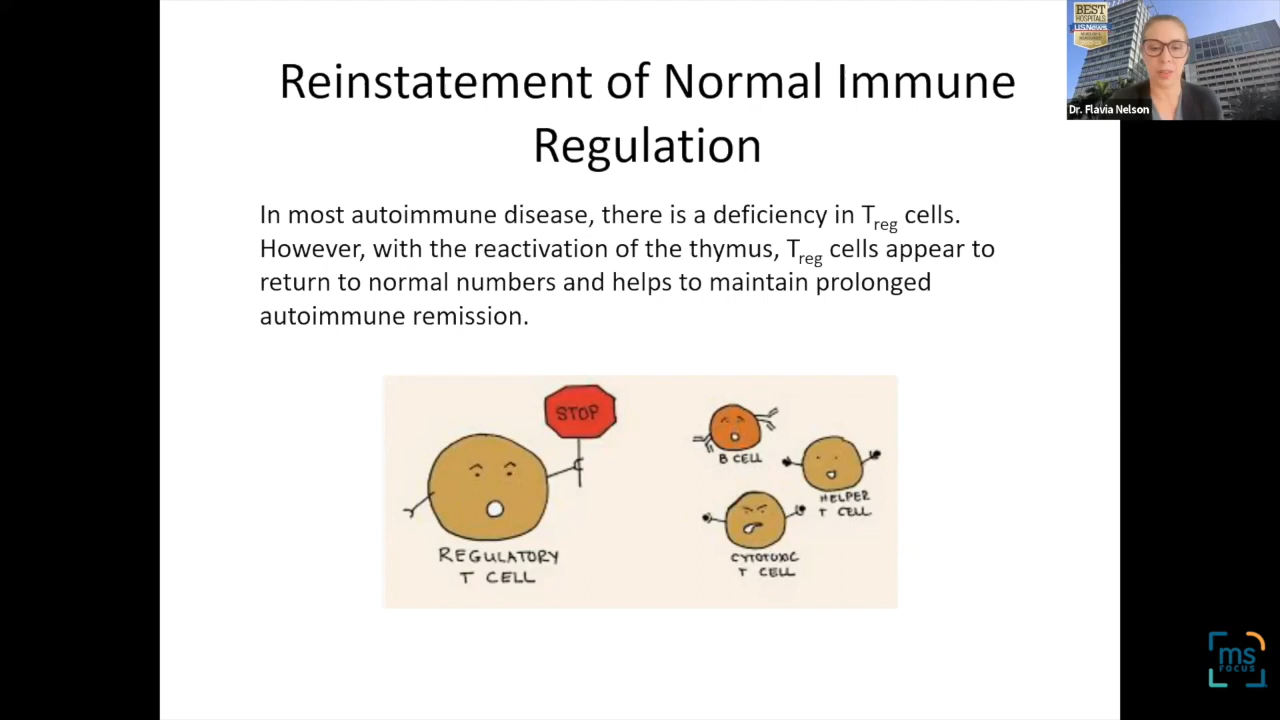 Reinstatement of Normal Immune
Regulation
In most autoimmune disease, there is a deficiency in Treg cells.
However, with the reactivation of the thymus, Treg cells appear to
return to normal numbers and helps to maintain prolonged
autoimmune remission.
STOP
REGULATORY
T CELL
B CELL
HELPER
T CELL
CYTOTOXIC
T CELL
BEST
HOSPITALS
U.S.News
Dr. Flavia Nelson
ms
FOCUS